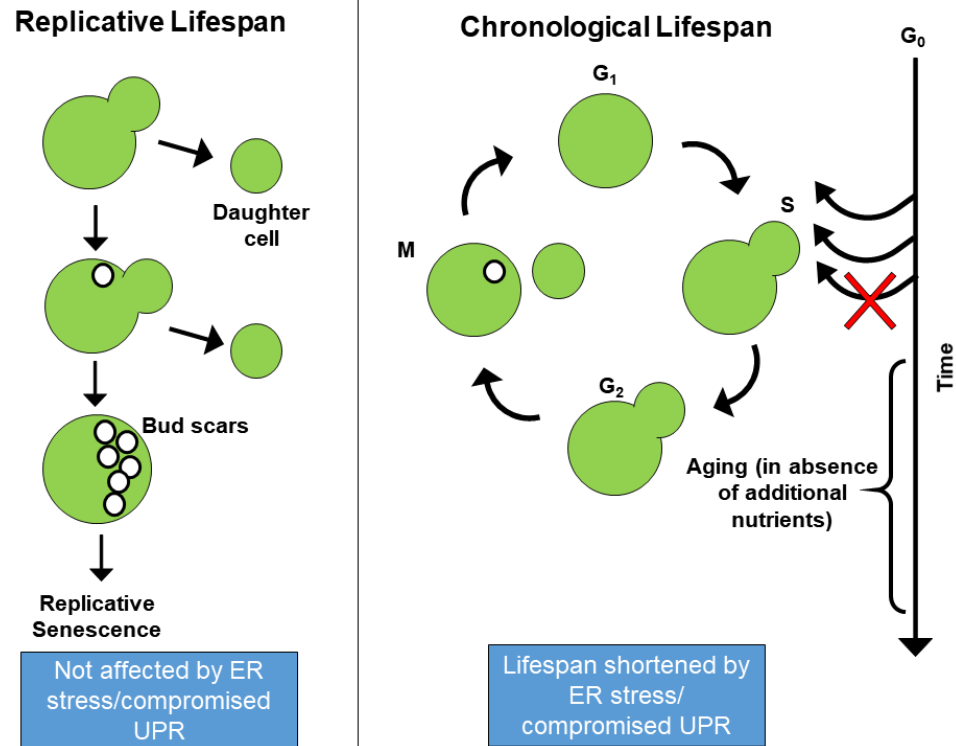 Replicative Lifespan
Daughter
cell
Bud scars
Replicative
Senescence
Not affected by ER
stress/compromised
UPR
Chronological Lifespan
G₀
G₁
S
M
G₂
Time
Aging (in absence
of additional
nutrients)
Lifespan shortened by
ER stress/
compromised UPR